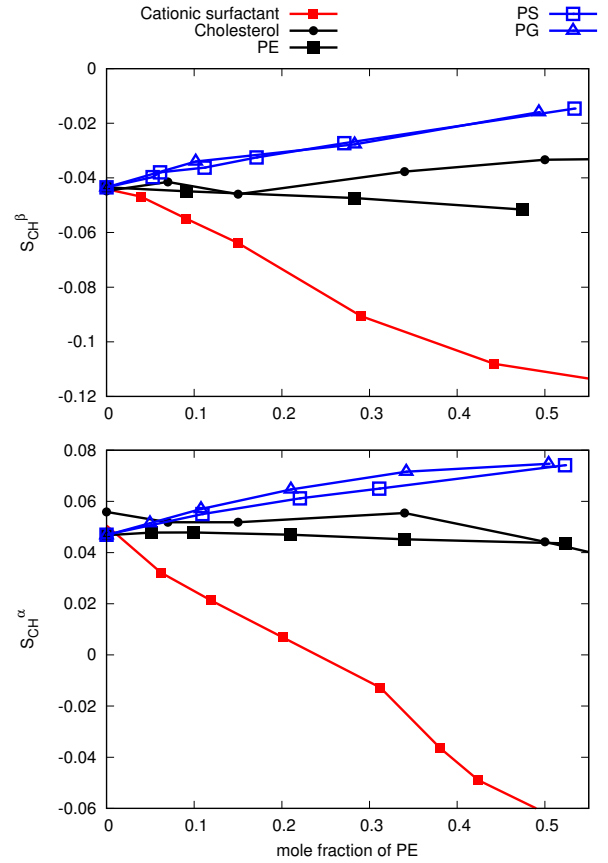 Cationic surfactant
Cholesterol
PE
PS
PG
0
-0.02
-0.04
-0.06
-0.08
-0.1
-0.12
S_CH^β
0 0.1 0.2 0.3 0.4 0.5
0.08
0.06
0.04
0.02
0
-0.02
-0.04
-0.06
S_CH^α
0 0.1 0.2 0.3 0.4 0.5
mole fraction of PE